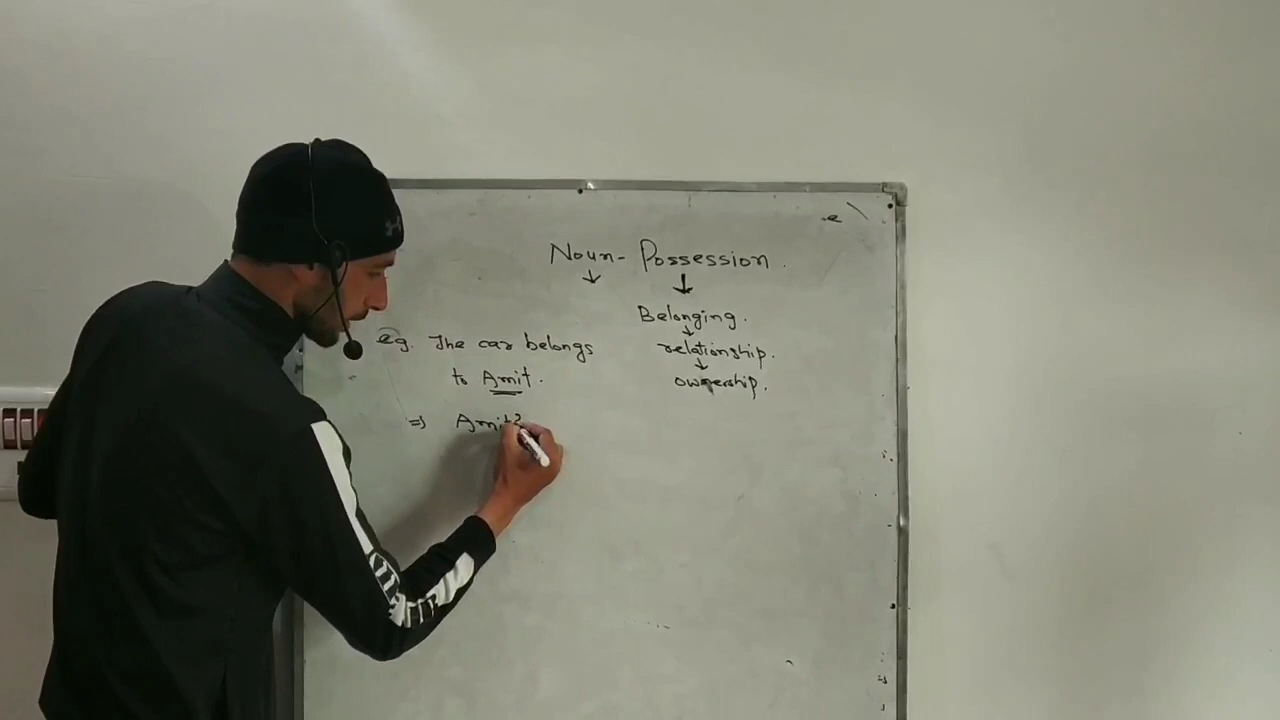 Noun- Possession.
Belonging.
relationship.
ownership.
eg. The car belongs
to Amit.
⇒ Amit'